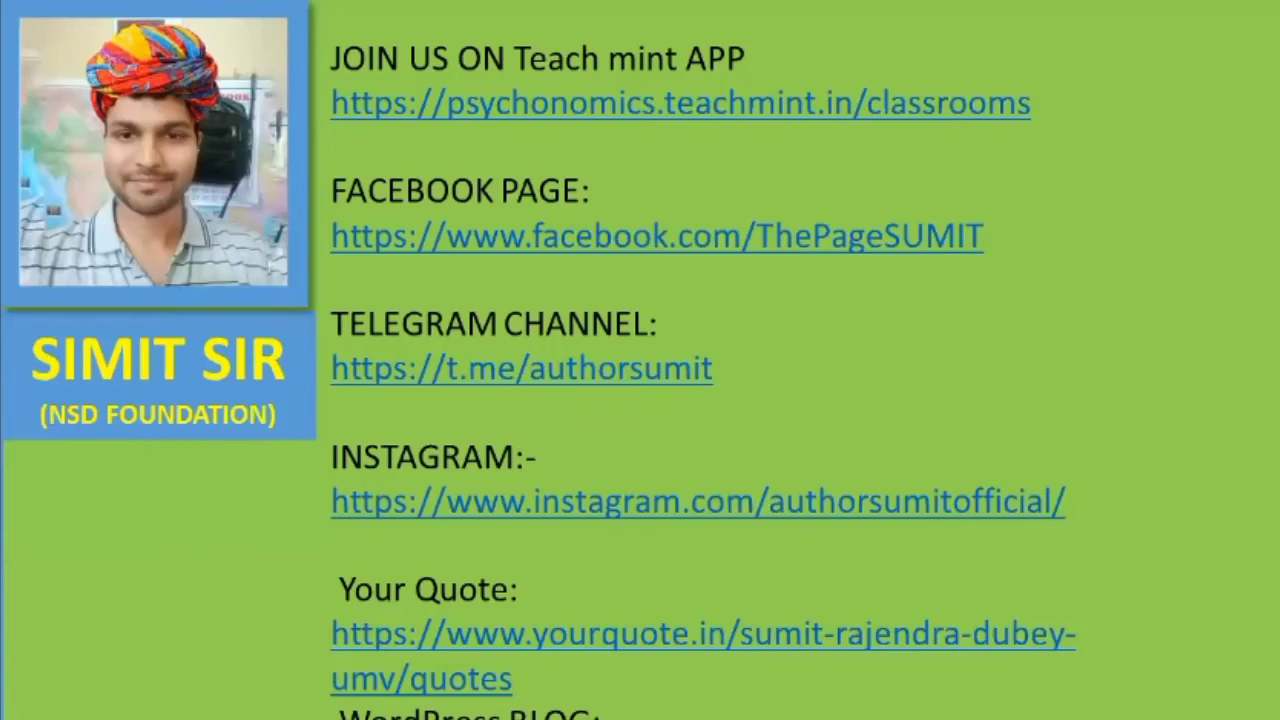 JOIN US ON Teach mint APP
https://psychonomics.teachmint.in/classrooms
FACEBOOK PAGE:
https://www.facebook.com/ThePageSUMIT
TELEGRAM CHANNEL:
https://t.me/authorsumit
SIMIT SIR
(NSD FOUNDATION)
INSTAGRAM:-
https://www.instagram.com/authorsumitofficial/
Your Quote:
https://www.yourquote.in/sumit-rajendra-dubey-
umv/quotes
WordPress BLOG: